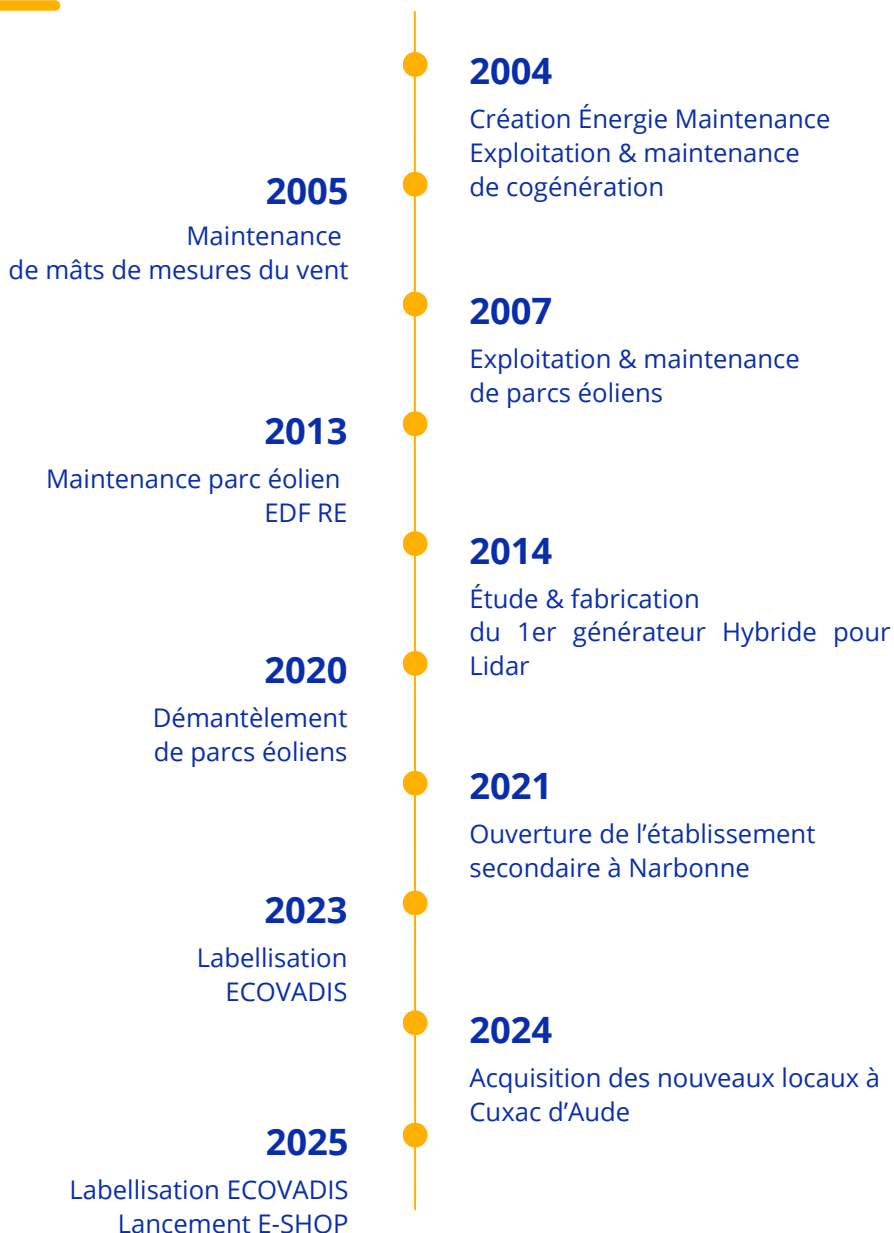 2004
Création Énergie Maintenance
Exploitation & maintenance
de cogénération
2005
Maintenance
de mâts de mesures du vent
2007
Exploitation & maintenance
de parcs éoliens
2013
Maintenance parc éolien
EDF RE
2014
Étude & fabrication
du 1er générateur Hybride pour
Lidar
2020
Démantèlement
de parcs éoliens
2021
Ouverture de l’établissement
secondaire à Narbonne
2023
Labellisation
ECOVADIS
2024
Acquisition des nouveaux locaux à
Cuxac d’Aude
2025
Labellisation ECOVADIS
Lancement E-SHOP